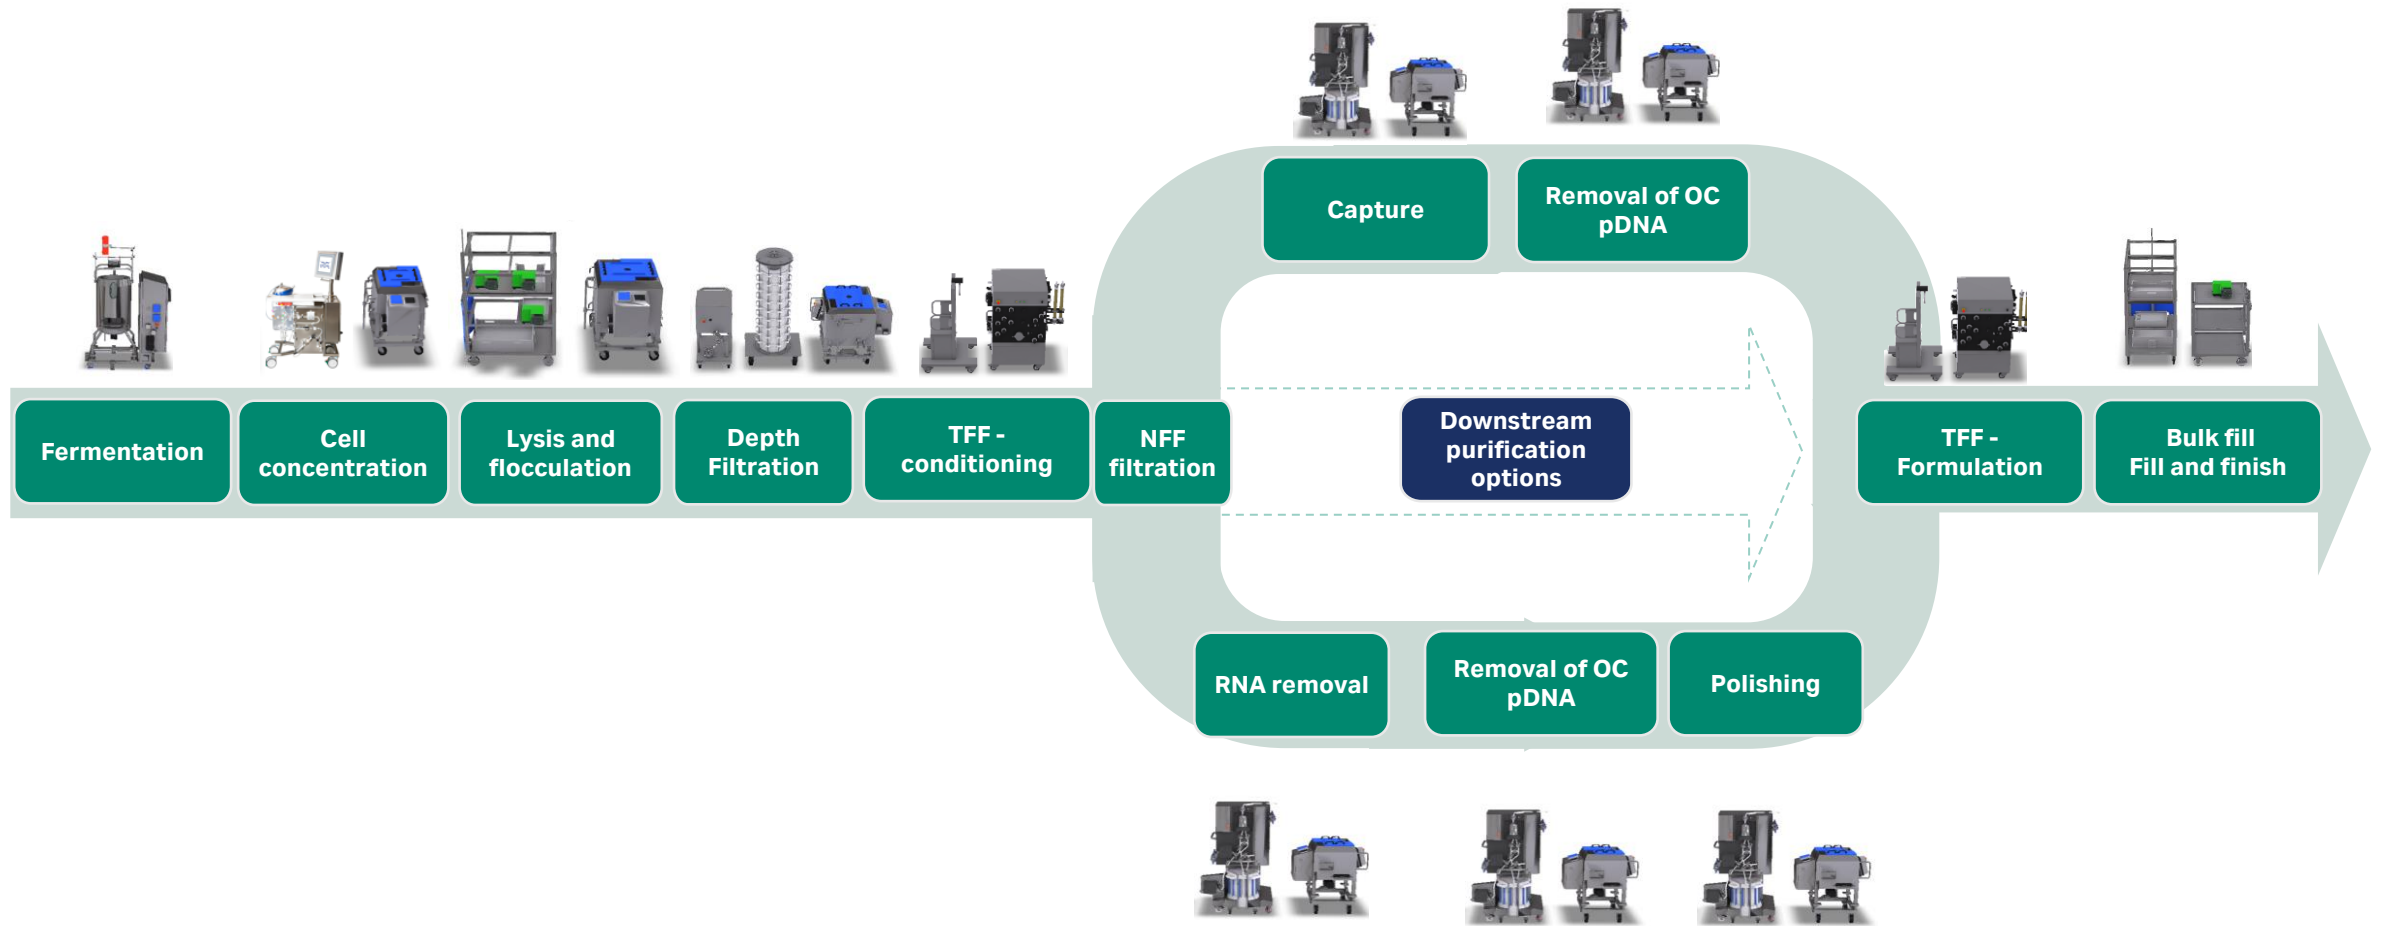 Capture
Removal of OC
pDNA
Fermentation
Cell
concentration
Lysis and
flocculation
Depth
Filtration
TFF -
conditioning
NFF
filtration
Downstream
purification
options
TFF -
Formulation
Bulk fill
Fill and finish
RNA removal
Removal of OC
pDNA
Polishing